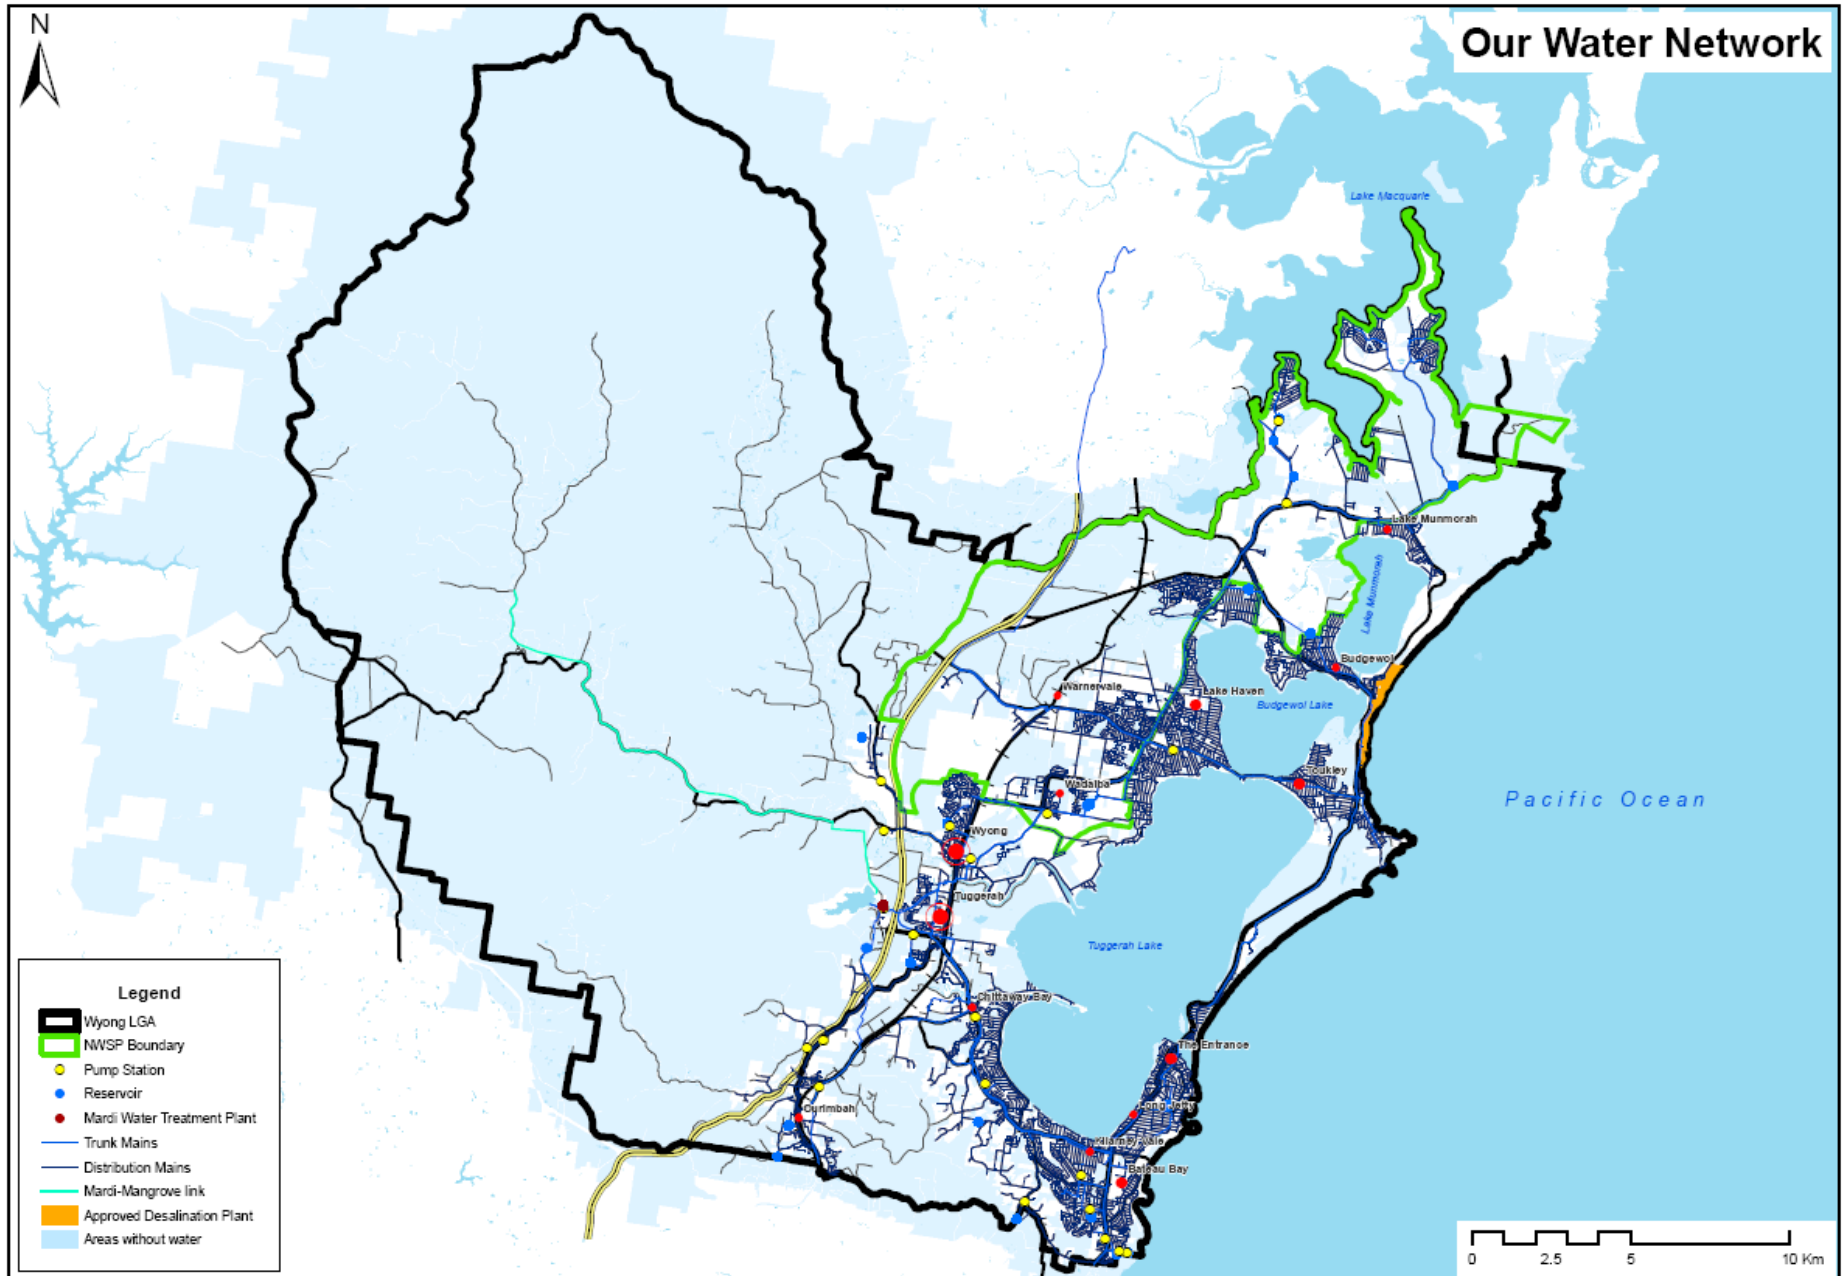 N
Our Water Network
Lake Macquarie
Lake Munmorah
Lake Munmorah
Budgewoi
Warnervale
Lake Haven
Budgewoi Lake
Toukley
Wadalba
Pacific Ocean
Wyong
Tuggerah
Tuggerah Lake
Chittaway Bay
The Entrance
Long Jetty
Ourimbah
Killarney Vale
Bateau Bay
Legend
Wyong LGA
NWSP Boundary
Pump Station
Reservoir
Mardi Water Treatment Plant
Trunk Mains
Distribution Mains
Mardi-Mangrove link
Approved Desalination Plant
Areas without water
0 2.5 5 10 Km